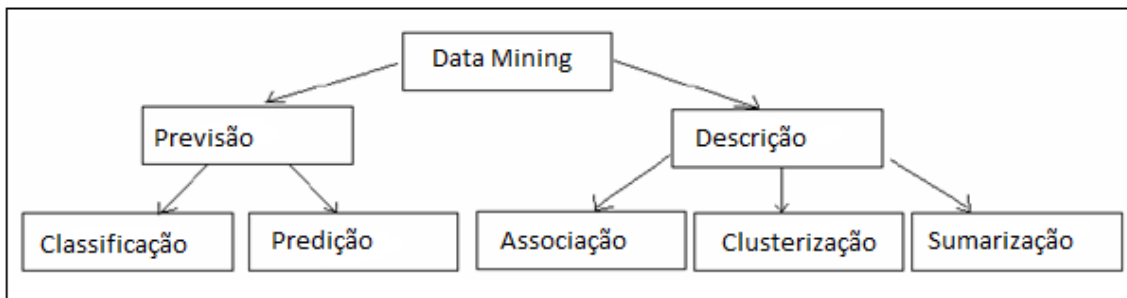 Data Mining
Previsão
Descrição
Classificação
Predição
Associação
Clusterização
Sumarização